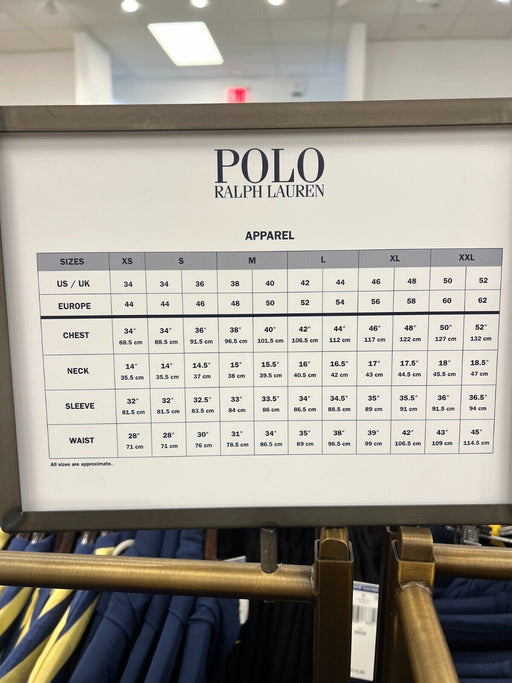 POLO
RALPH LAUREN
APPAREL
SIZES XS S M L XL XXL
US / UK 34 34 36 38 40 42 44 46 48 50 52
EUROPE 44 44 46 48 50 52 54 56 58 60 62
CHEST 34" 34" 36" 38" 40" 42" 44" 46" 48" 50" 52"
88.5 cm 88.5 cm 91.5 cm 96.5 cm 101.5 cm 106.5 cm 112 cm 117 cm 122 cm 127 cm 132 cm
NECK 14" 14" 14.5" 15" 15.5" 16" 16.5" 17" 17.5" 18" 18.5"
35.5 cm 35.5 cm 37 cm 38 cm 39.5 cm 40.5 cm 42 cm 43 cm 44.5 cm 45.5 cm 47 cm
SLEEVE 32" 32" 32.5" 33" 33.5" 34" 34.5" 35" 35.5" 36" 36.5"
81.5 cm 81.5 cm 83.5 cm 84 cm 86 cm 86.5 cm 88.5 cm 89 cm 91 cm 91.5 cm 94 cm
WAIST 28" 28" 30" 31" 34" 35" 38" 39" 42" 43" 45"
71 cm 71 cm 76 cm 78.5 cm 86.5 cm 89 cm 96.5 cm 99 cm 106.5 cm 109 cm 114.5 cm
All sizes are approximate.